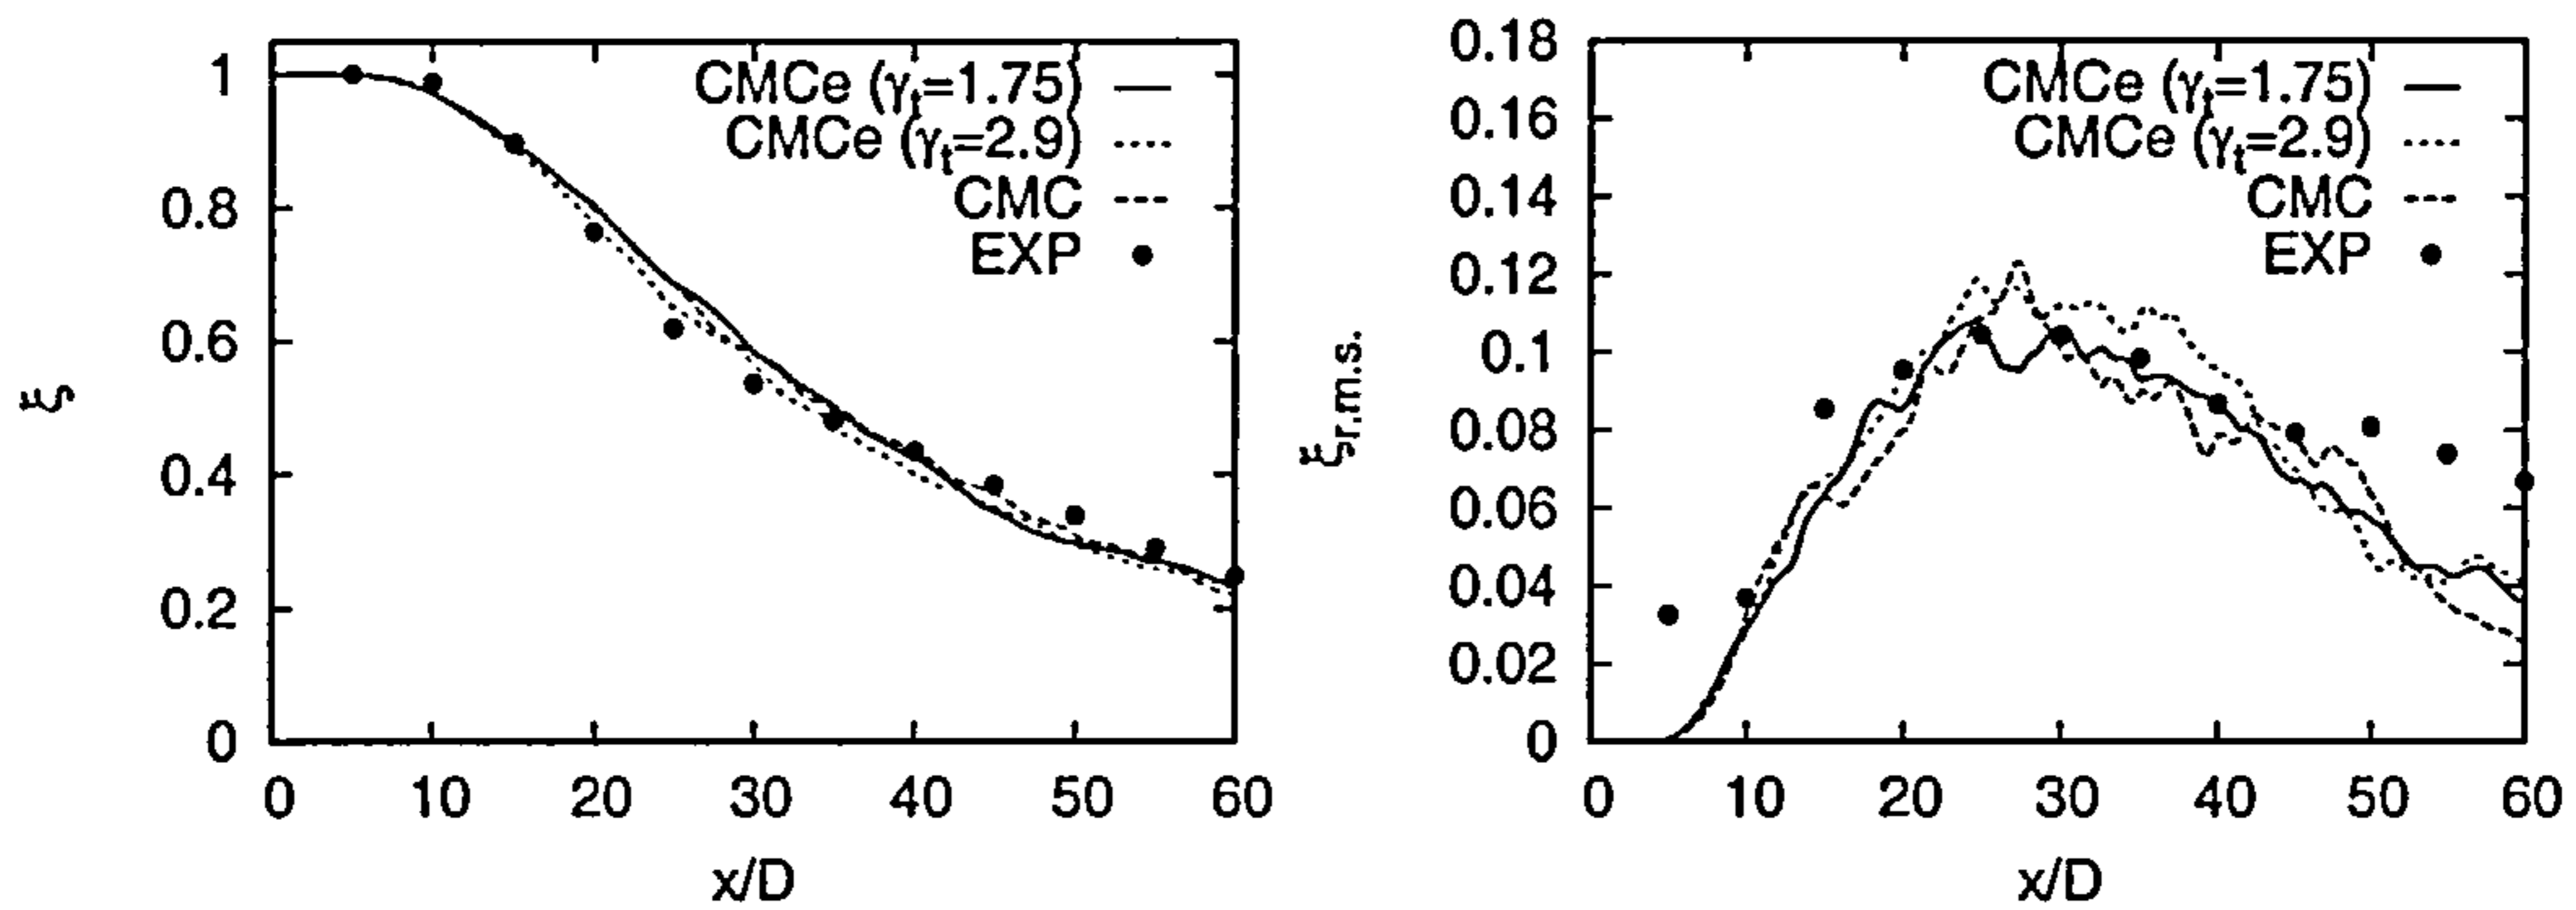 1
0.8
0.6
0.4
0.2
0
ξ
CMCe (γt=1.75)
CMCe (γt=2.9)
CMC
EXP
0 10 20 30 40 50 60
x/D
0.18
0.16
0.14
0.12
0.1
0.08
0.06
0.04
0.02
0
ξr.m.s.
CMCe (γt=1.75)
CMCe (γt=2.9)
CMC
EXP
0 10 20 30 40 50 60
x/D